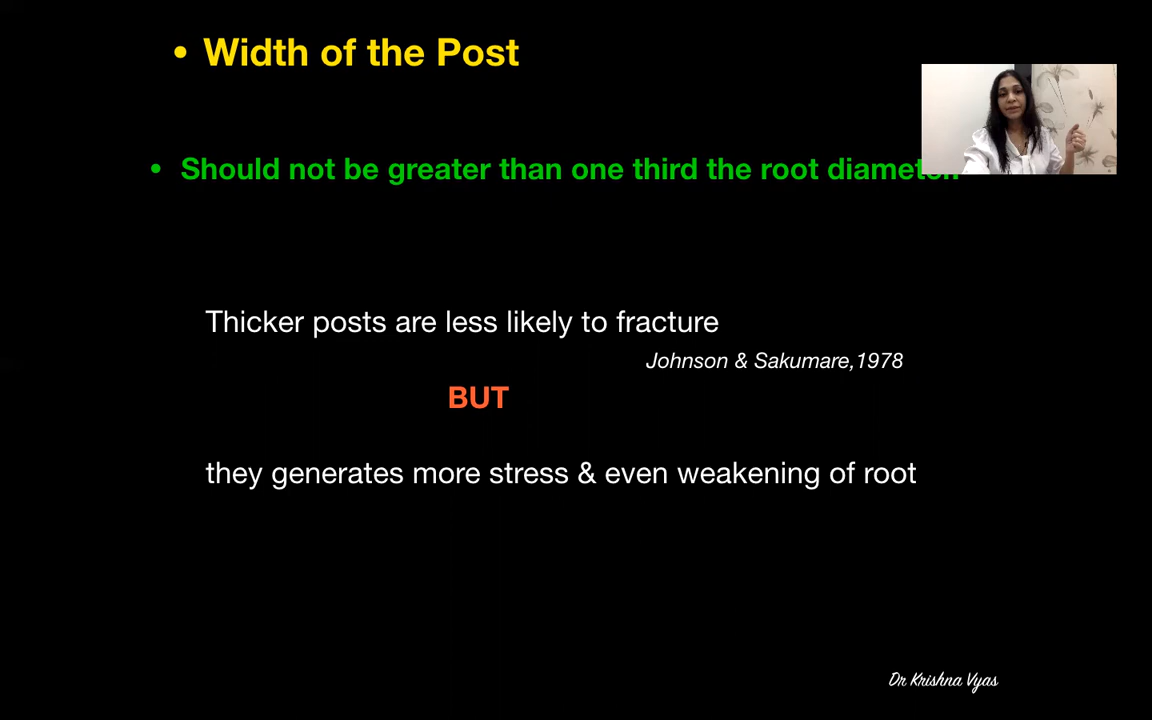 • Width of the Post
• Should not be greater than one third the root diameter.
Thicker posts are less likely to fracture
Johnson & Sakumare,1978
BUT
they generates more stress & even weakening of root
Dr Krishna Vyas